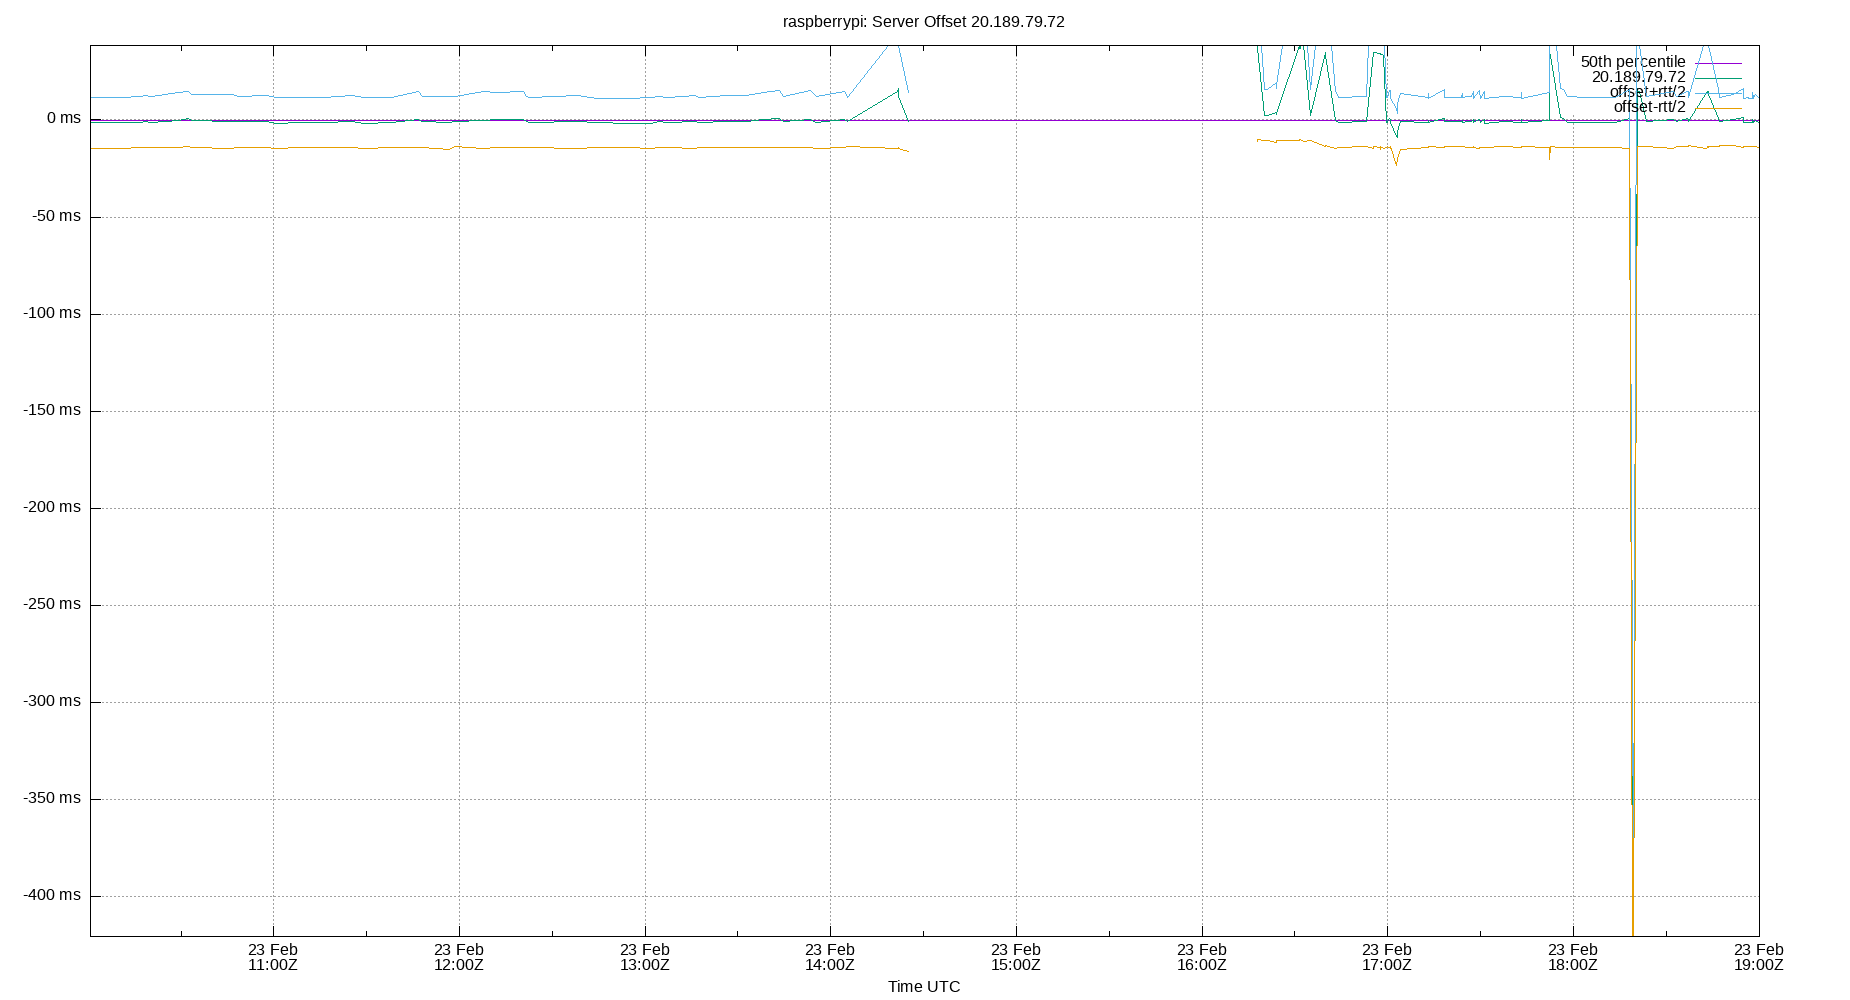 raspberrypi: Server Offset 20.189.79.72
50th percentile
20.189.79.72
offset+rtt/2
offset-rtt/2
0 ms
-50 ms
-100 ms
-150 ms
-200 ms
-250 ms
-300 ms
-350 ms
-400 ms
23 Feb 23 Feb 23 Feb 23 Feb 23 Feb 23 Feb 23 Feb 23 Feb 23 Feb
11:00Z 12:00Z 13:00Z 14:00Z 15:00Z 16:00Z 17:00Z 18:00Z 19:00Z
Time UTC